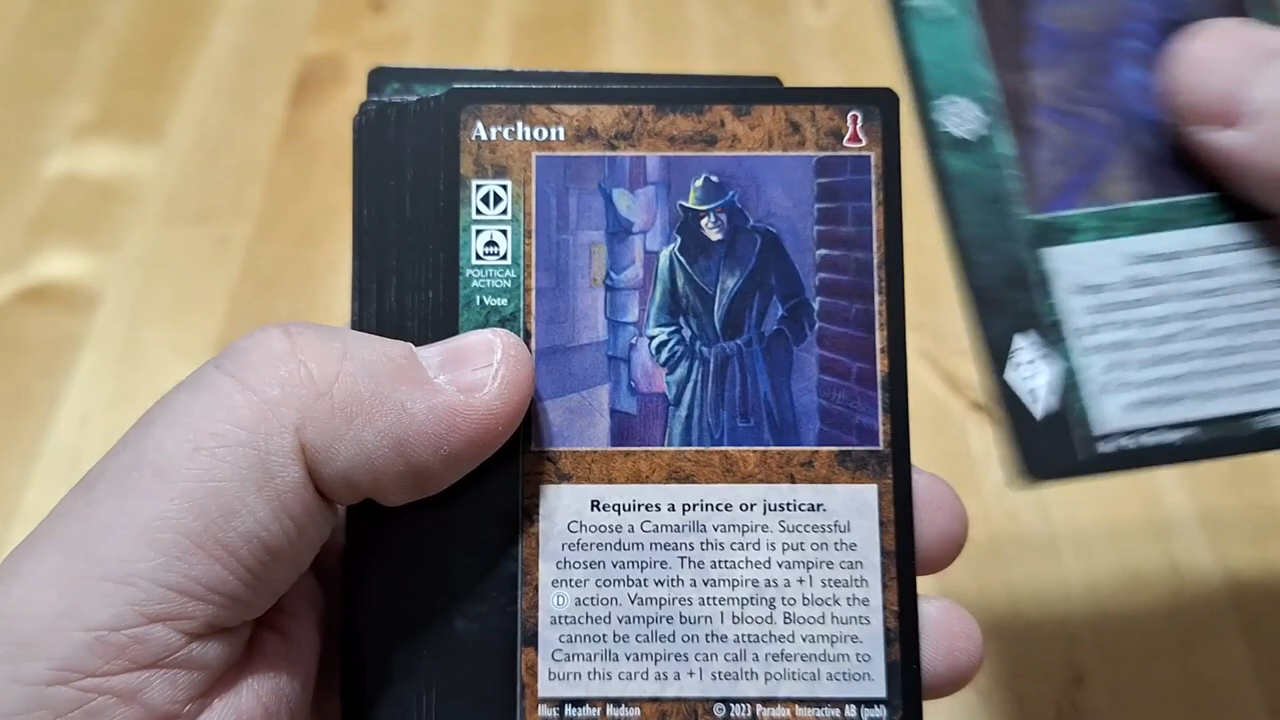 Archon
POLITICAL
ACTION
1 Vote
Requires a prince or justicar.
Choose a Camarilla vampire. Successful
referendum means this card is put on the
chosen vampire. The attached vampire can
enter combat with a vampire as a +1 stealth
Ⓓ action. Vampires attempting to block the
attached vampire burn 1 blood. Blood hunts
cannot be called on the attached vampire.
Camarilla vampires can call a referendum to
burn this card as a +1 stealth political action.
Illus: Heather Hudson © 2023 Paradox Interactive AB (publ)